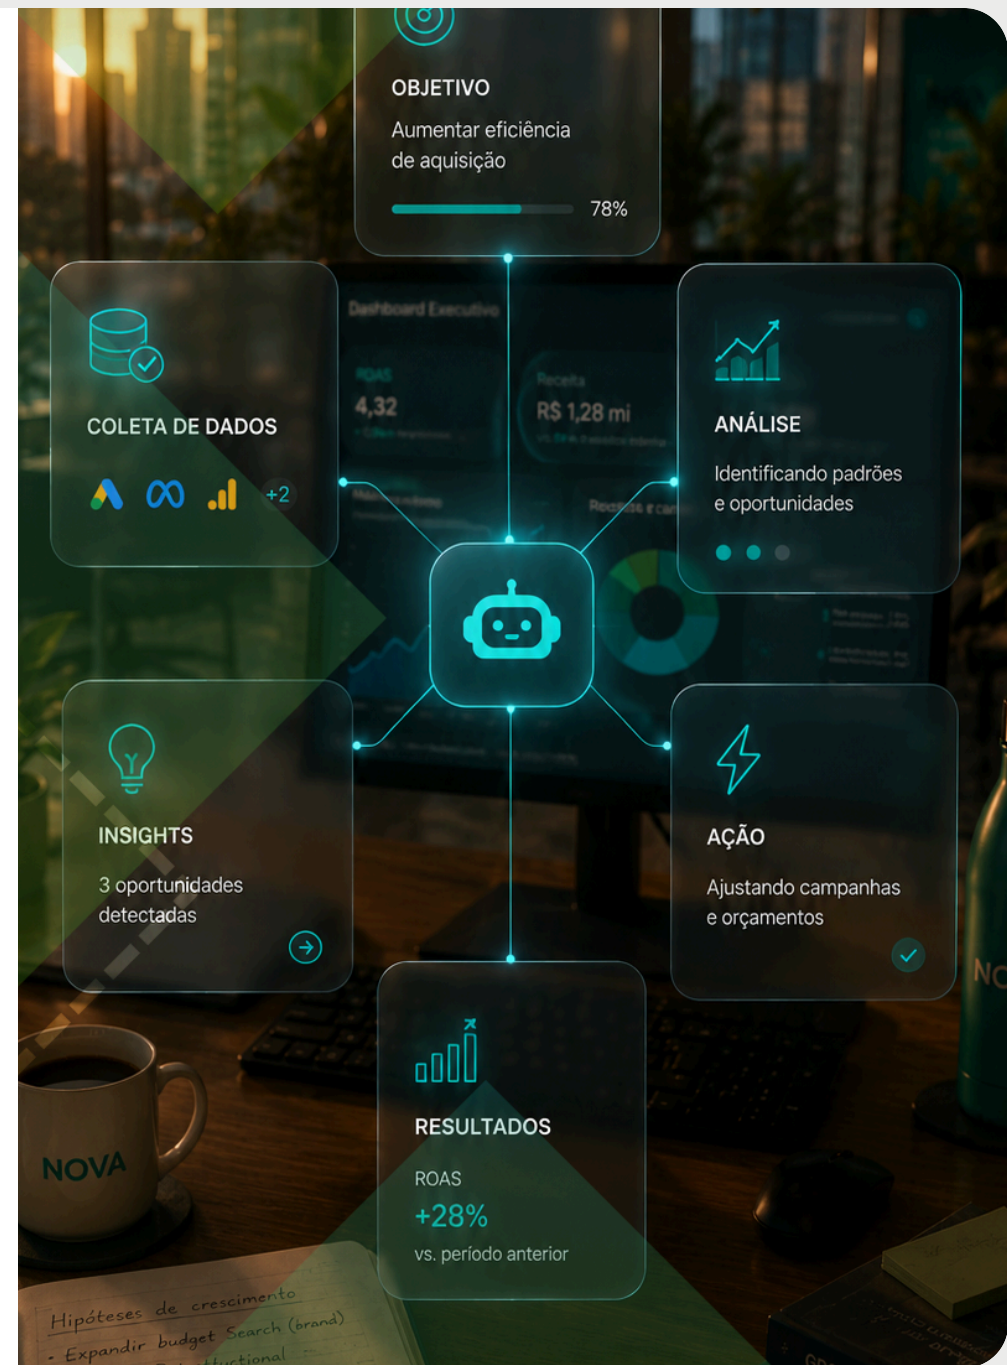 OBJETIVO
Aumentar eficiência
de aquisição
78%
Dashboard Executivo
ROAS
4,32
Receita
R$ 1,28 mi
COLETA DE DADOS
+2
ANÁLISE
Identificando padrões
e oportunidades
INSIGHTS
3 oportunidades
detectadas
AÇÃO
Ajustando campanhas
e orçamentos
NO
RESULTADOS
ROAS
+28%
vs. período anterior
NOVA
Hipóteses de crescimento
- Expandir budget Search (brand)